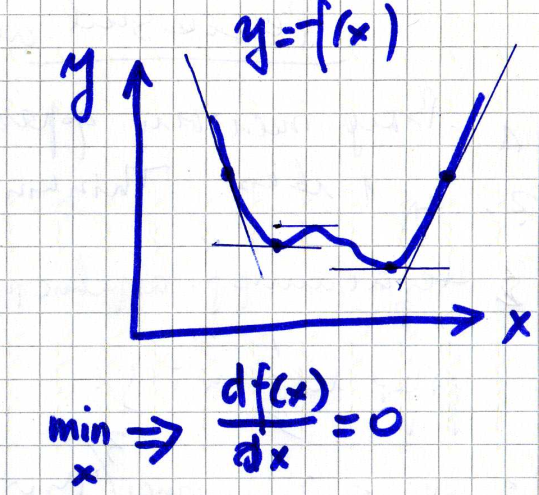 y=f(x)
y
x
min ⇒ df(x)/dx = 0
x